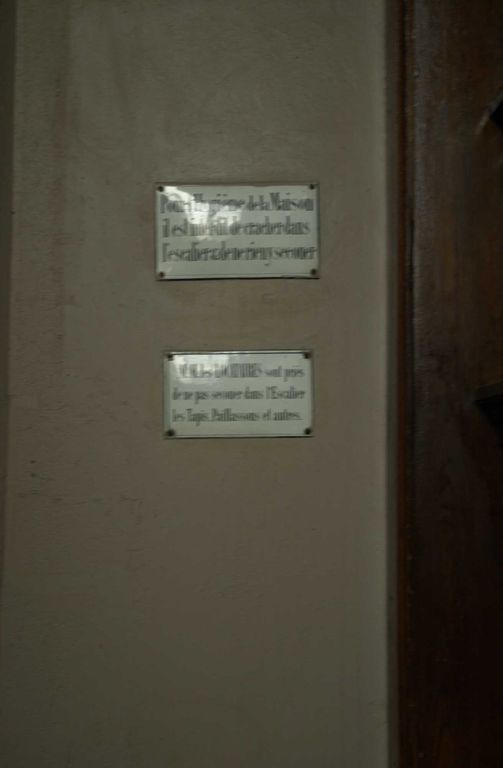 Pour l'Hygiène de la Maison
il est interdit de cracher dans
l'escalier & de ne rien y secouer
MM. les LOCATAIRES sont priés
de ne pas secouer dans l'Escalier
les Tapis, Paillassons et autres.